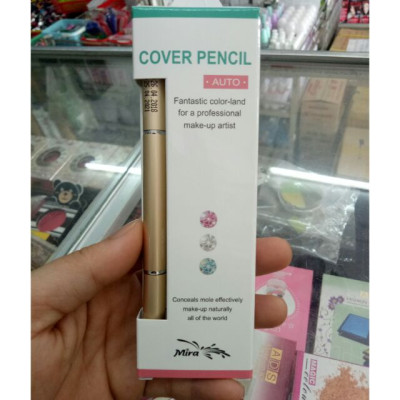 COVER PENCIL
· AUTO ·
Fantastic color-land
for a professional
make-up artist
Conceals mole effectively
make-up naturally
all of the world
Mira
MAGIC